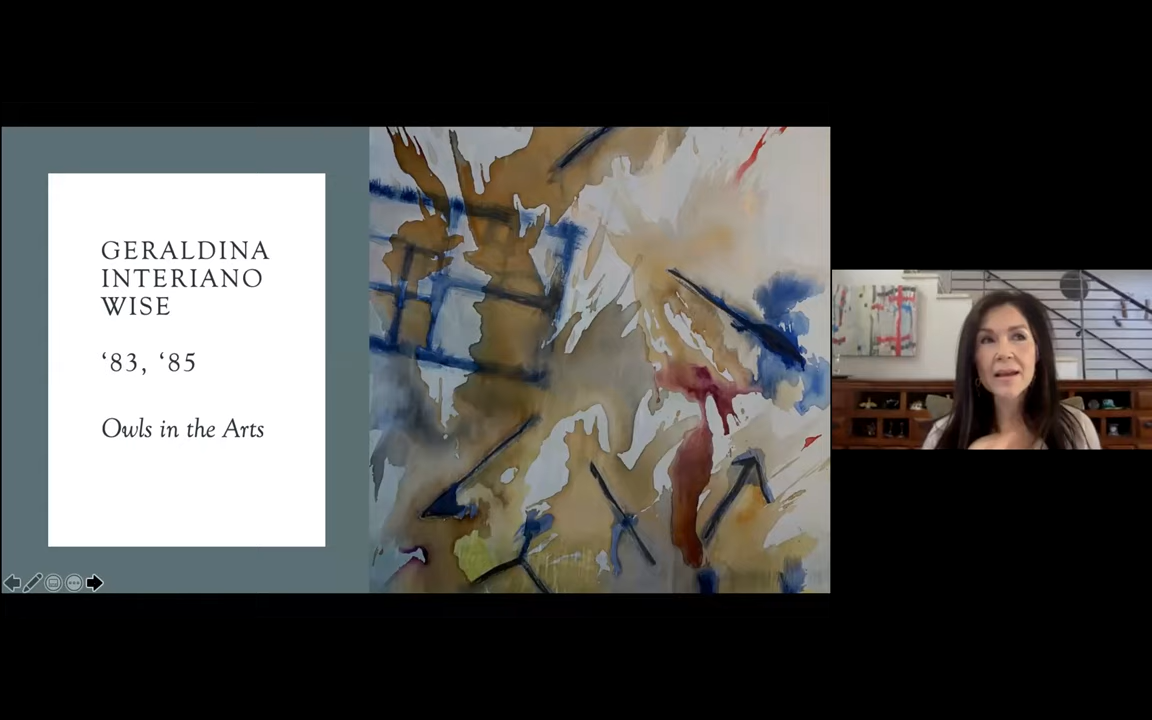 GERALDINA
INTERIANO
WISE
‘83, ‘85
Owls in the Arts